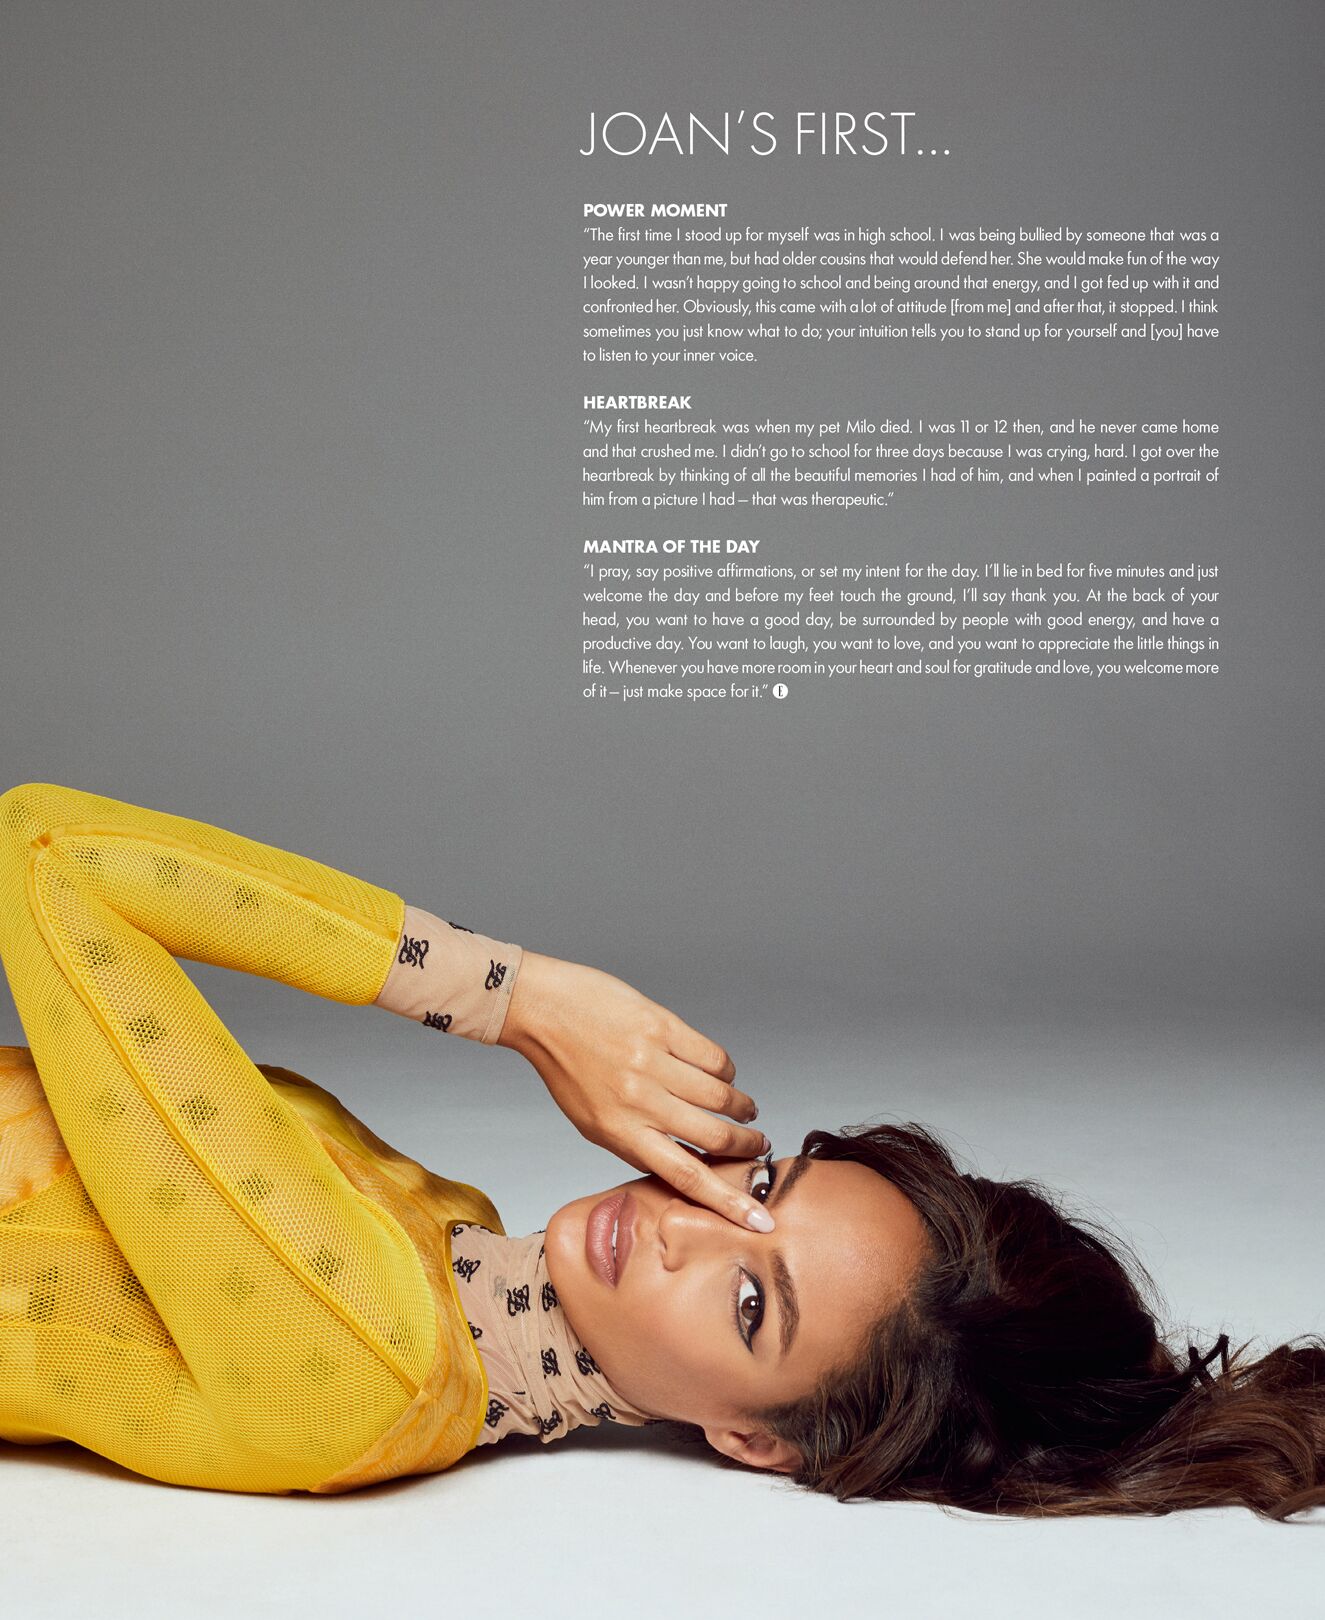 JOAN’S FIRST...
POWER MOMENT
“The first time I stood up for myself was in high school. I was being bullied by someone that was a
year younger than me, but had older cousins that would defend her. She would make fun of the way
I looked. I wasn’t happy going to school and being around that energy, and I got fed up with it and
confronted her. Obviously, this came with a lot of attitude [from me] and after that, it stopped. I think
sometimes you just know what to do; your intuition tells you to stand up for yourself and [you] have
to listen to your inner voice.
HEARTBREAK
“My first heartbreak was when my pet Milo died. I was 11 or 12 then, and he never came home
and that crushed me. I didn’t go to school for three days because I was crying, hard. I got over the
heartbreak by thinking of all the beautiful memories I had of him, and when I painted a portrait of
him from a picture I had – that was therapeutic.”
MANTRA OF THE DAY
“I pray, say positive affirmations, or set my intent for the day. I’ll lie in bed for five minutes and just
welcome the day and before my feet touch the ground, I’ll say thank you. At the back of your
head, you want to have a good day, be surrounded by people with good energy, and have a
productive day. You want to laugh, you want to love, and you want to appreciate the little things in
life. Whenever you have more room in your heart and soul for gratitude and love, you welcome more
of it – just make space for it.” E